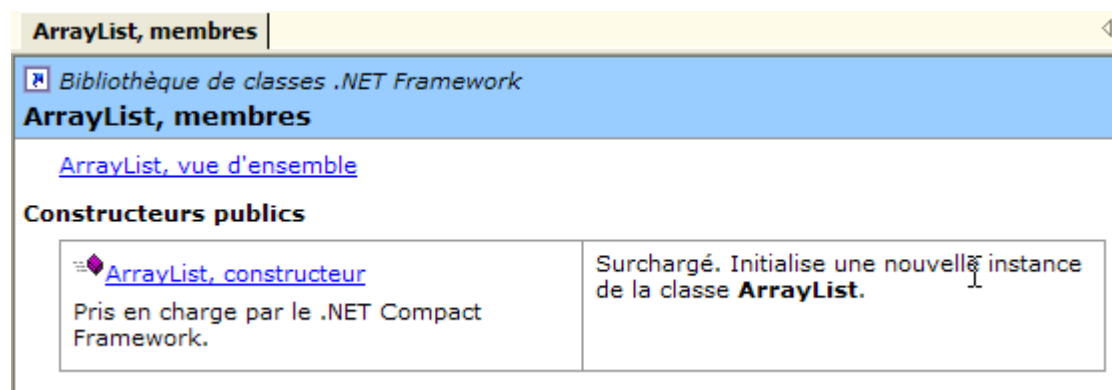 ArrayList, membres
Bibliothèque de classes .NET Framework
ArrayList, membres
ArrayList, vue d'ensemble
Constructeurs publics
ArrayList, constructeur
Pris en charge par le .NET Compact
Framework.
Surchargé. Initialise une nouvelle instance
de la classe ArrayList.